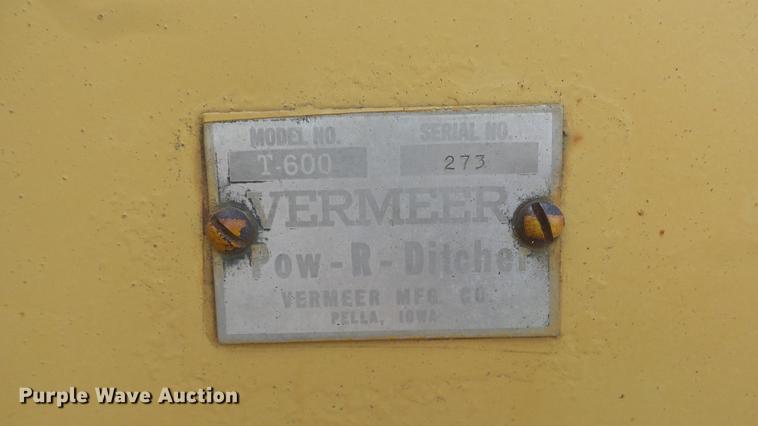 MODEL NO. SERIAL NO.
T-600 273
VERMEER
Pow-R-Ditcher
VERMEER MFG. CO.
PELLA, IOWA
Purple Wave Auction